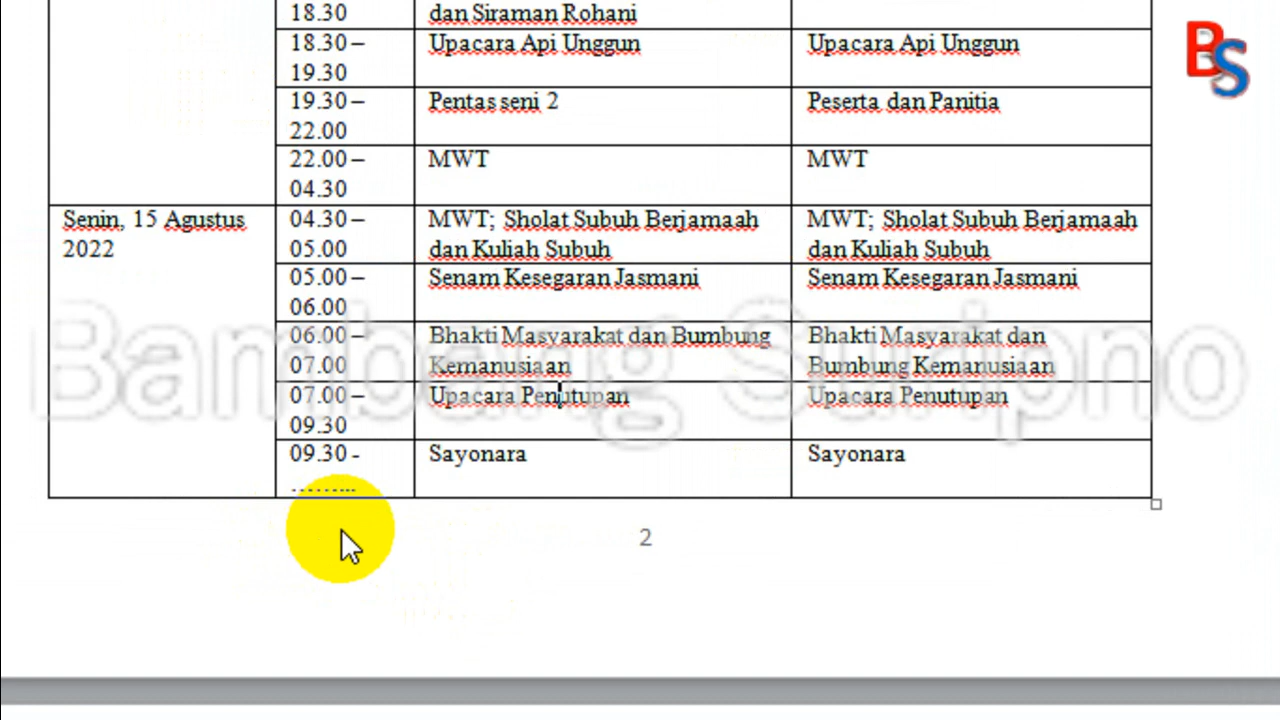 18.30 dan Siraman Rohani
BS
18.30 – Upacara Api Unggun Upacara Api Unggun
19.30
19.30 – Pentas seni 2 Peserta dan Panitia
22.00
22.00 – MWT MWT
04.30
Senin, 15 Agustus 04.30 – MWT; Sholat Subuh Berjamaah MWT; Sholat Subuh Berjamaah
2022 05.00 dan Kuliah Subuh dan Kuliah Subuh
05.00 – Senam Kesegaran Jasmani Senam Kesegaran Jasmani
06.00
06.00 – Bhakti Masyarakat dan Bumbung Bhakti Masyarakat dan
07.00 Kemanusiaan Bumbung Kemanusiaan
Bambang Suripno
07.00 – Upacara Penutupan Upacara Penutupan
09.30
09.30 - Sayonara Sayonara
.........
2